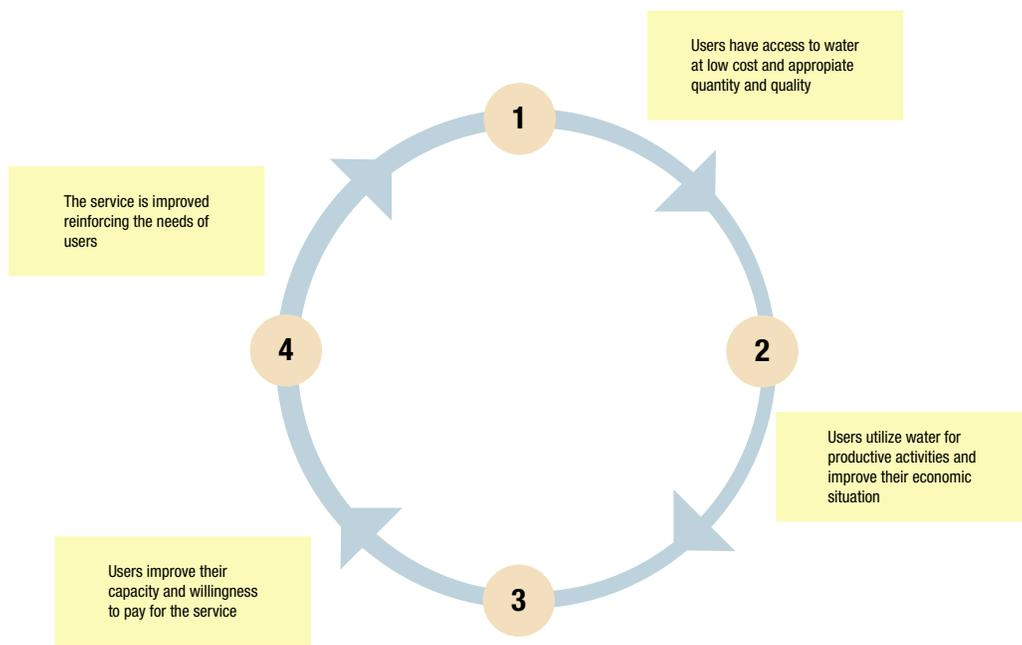 1
Users have access to water
at low cost and appropiate
quantity and quality
2
Users utilize water for
productive activities and
improve their economic
situation
3
Users improve their
capacity and willingness
to pay for the service
4
The service is improved
reinforcing the needs of
users